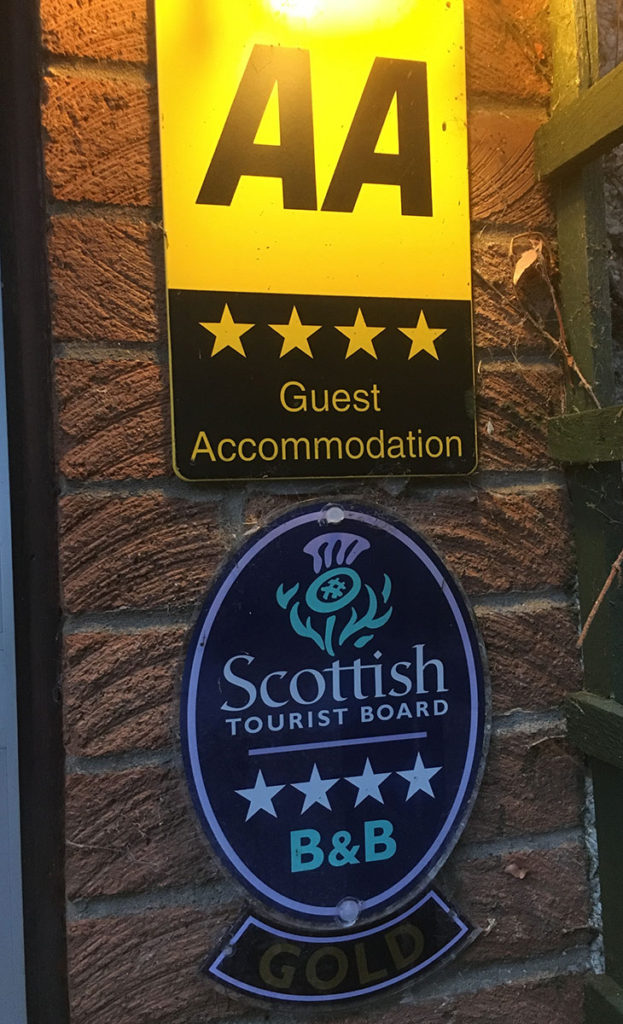 AA
Guest
Accommodation
Scottish
TOURIST BOARD
B&B
GOLD